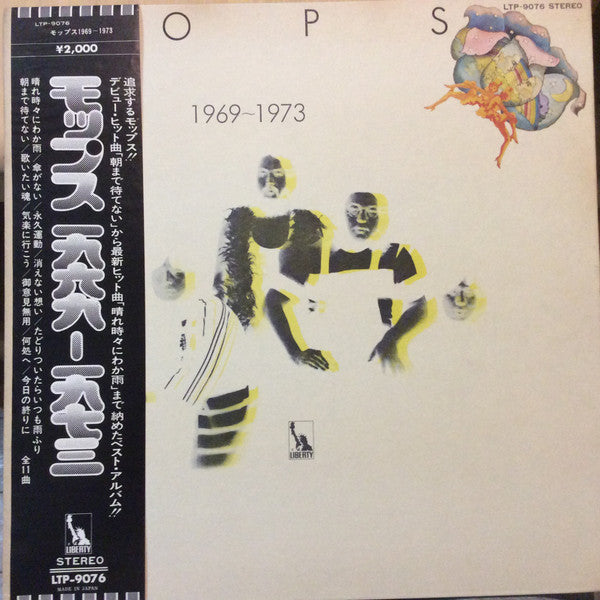 LTP-9076
モップス1969〜1973
¥2,000
追求するモップス!!
デビュー・ヒット曲「朝まで待てない」から最新ヒット曲「晴れ時々にわか雨」まで納めたベスト・アルバム!!
モップス 一九六九〜一九七三
晴れ時々にわか雨/傘がない/永久運動/消えない想い/たどりついたらいつも雨ふり
朝まで待てない/歌いたい魂/気楽に行こう/御意見無用/何処へ/今日の終りに 全11曲
LIBERTY
STEREO
LTP-9076
MADE IN JAPAN
OPS
LTP-9076 STEREO
1969~1973
LIBERTY